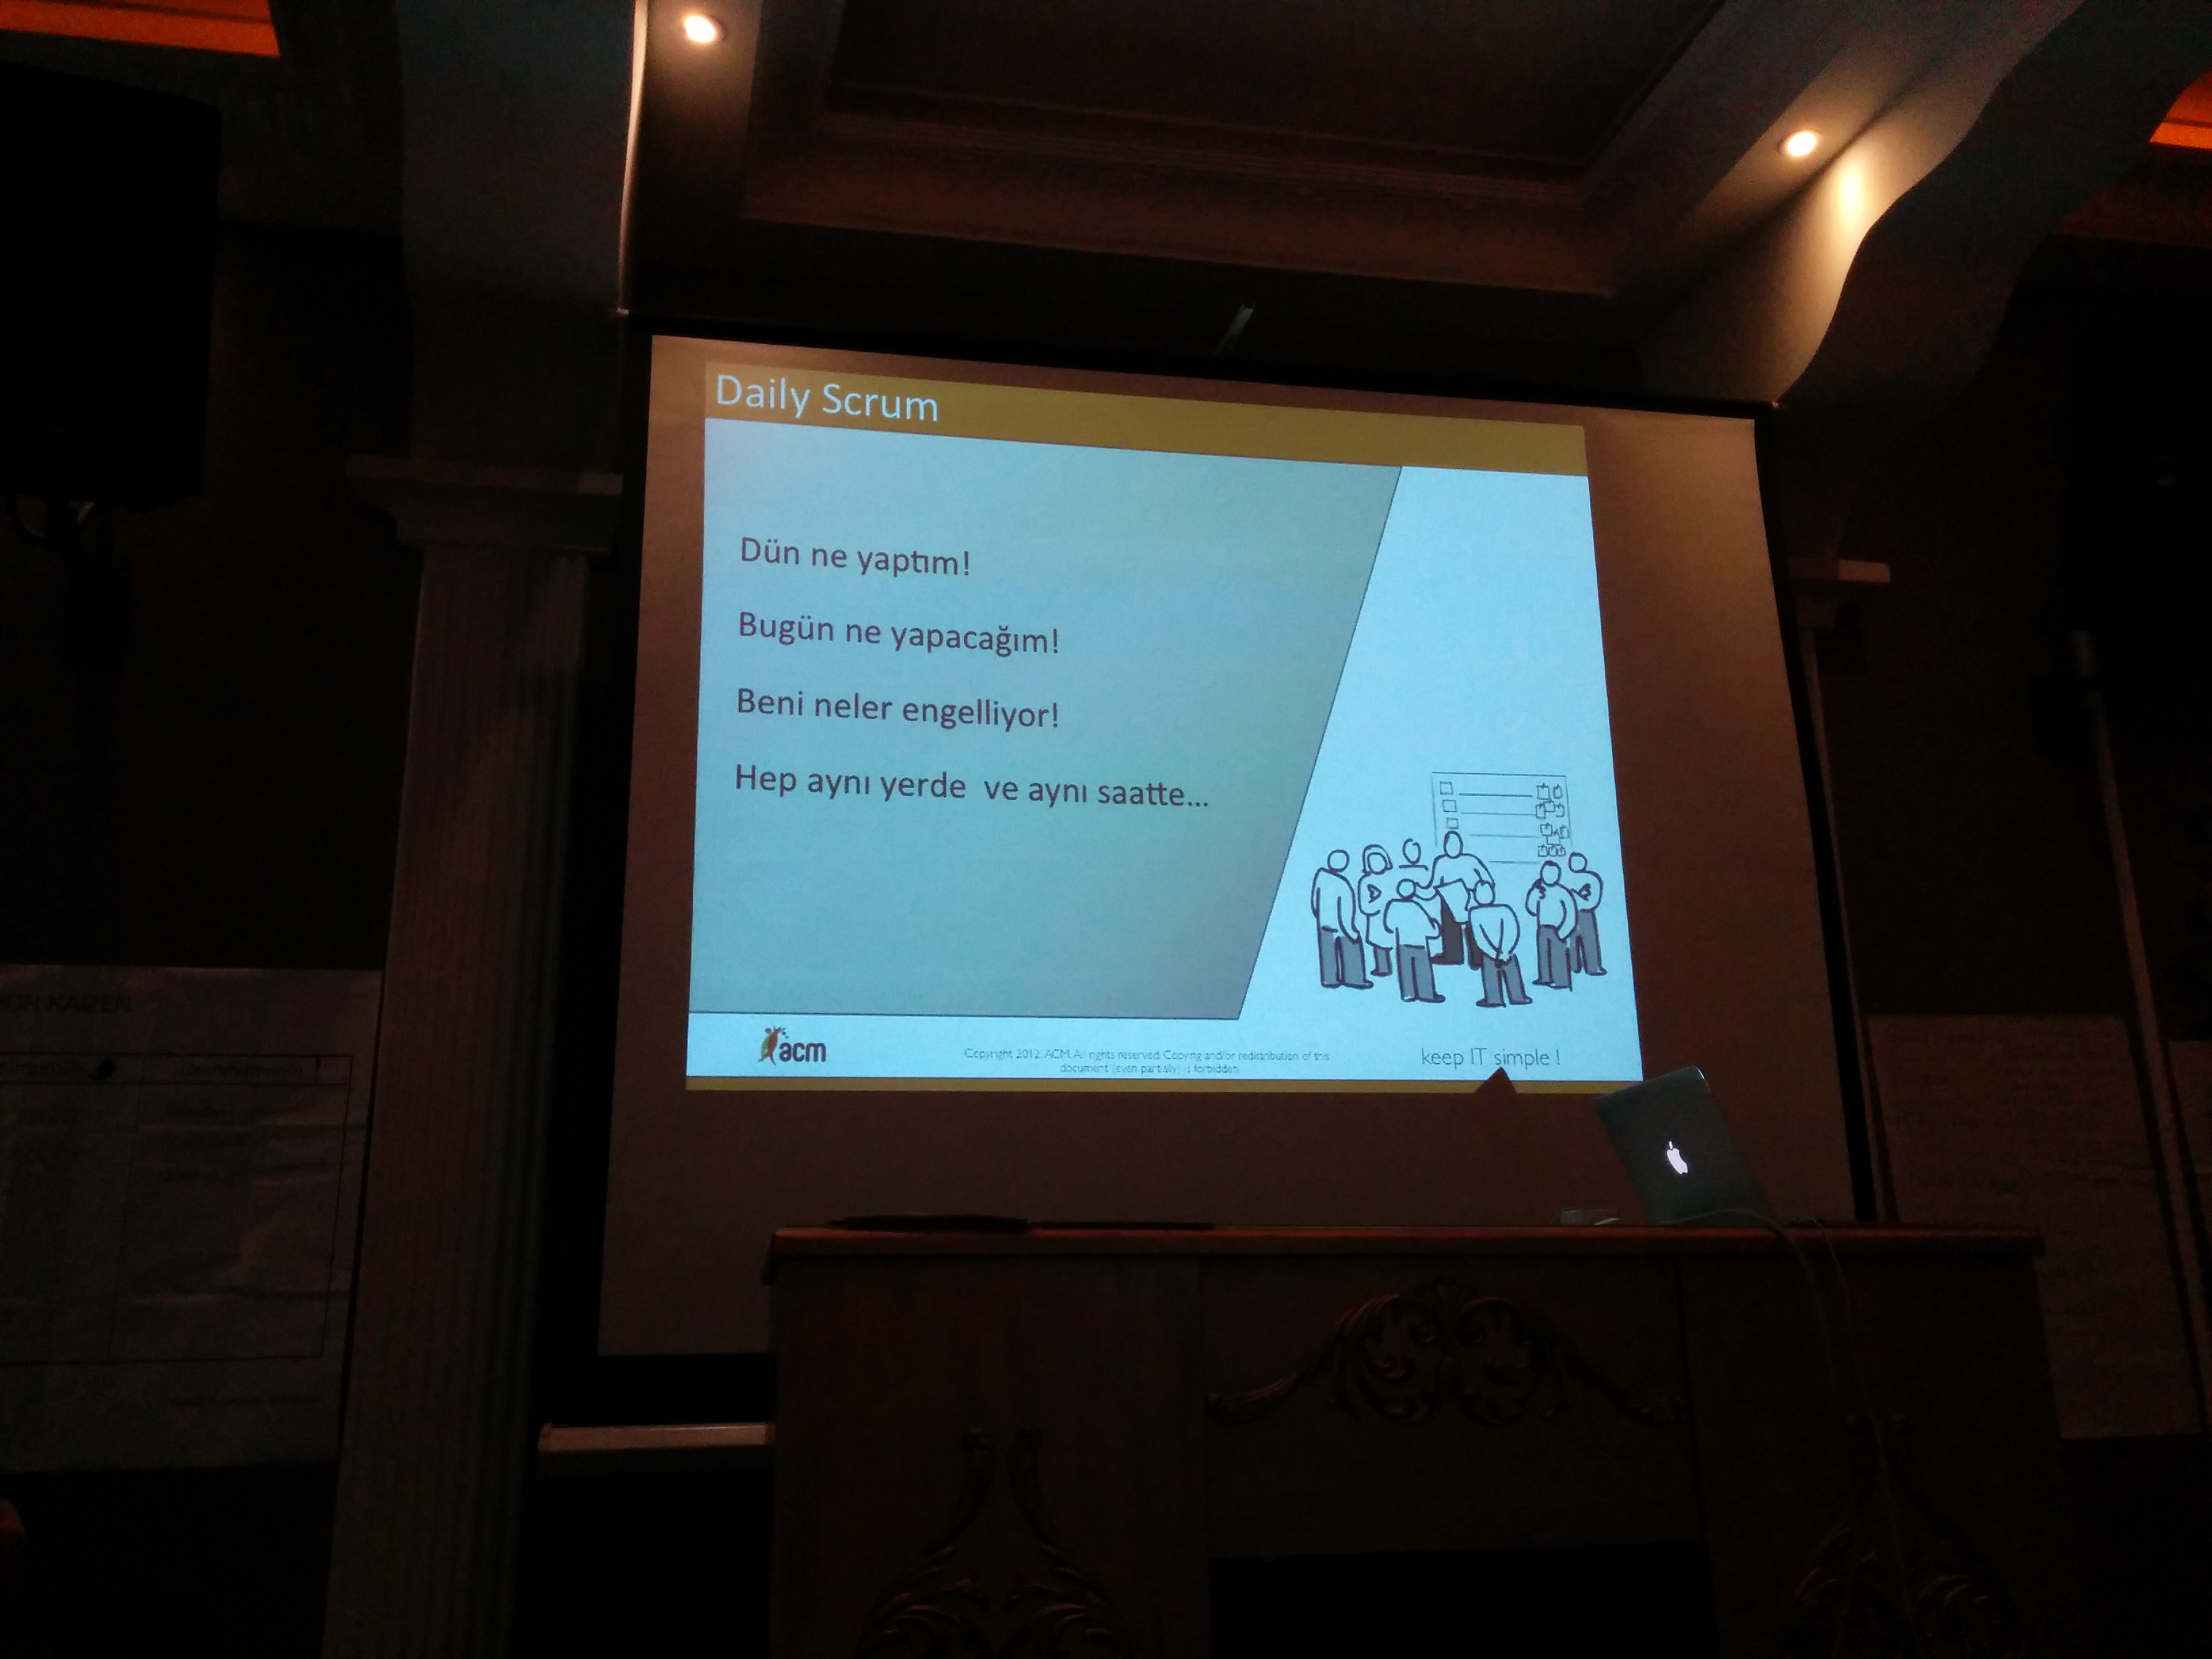 Daily Scrum
Dün ne yaptım!
Bugün ne yapacağım!
Beni neler engelliyor!
Hep aynı yerde ve aynı saatte...
acm
Copyright 2012. ACM. All rights reserved. Copying and/or redistribution of this
document (even partially) is forbidden.
keep IT simple !
KAIZEN
Commitments